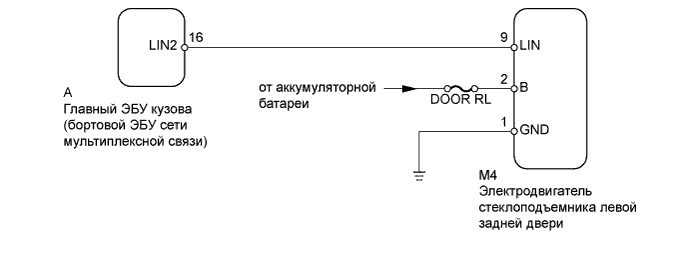 LIN2
16
9
LIN
A
Главный ЭБУ кузова
(бортовой ЭБУ сети
мультиплексной связи)
от аккумуляторной
батареи
DOOR RL
2
B
1
GND
M4
Электродвигатель
стеклоподъемника левой
задней двери